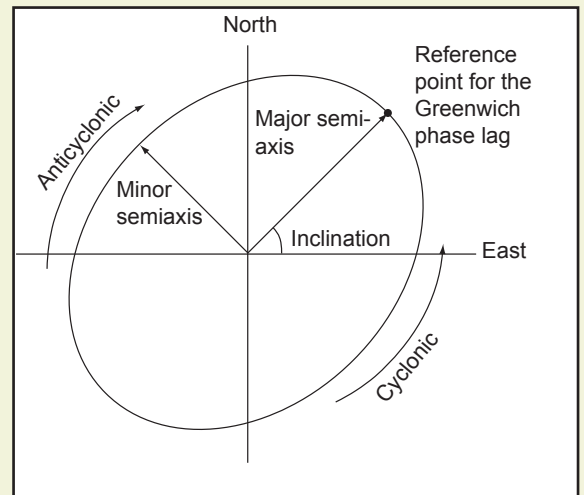 North
Reference
point for the
Greenwich
phase lag
Major semi-
axis
Anticyclonic
Minor
semiaxis
Inclination
East
Cyclonic